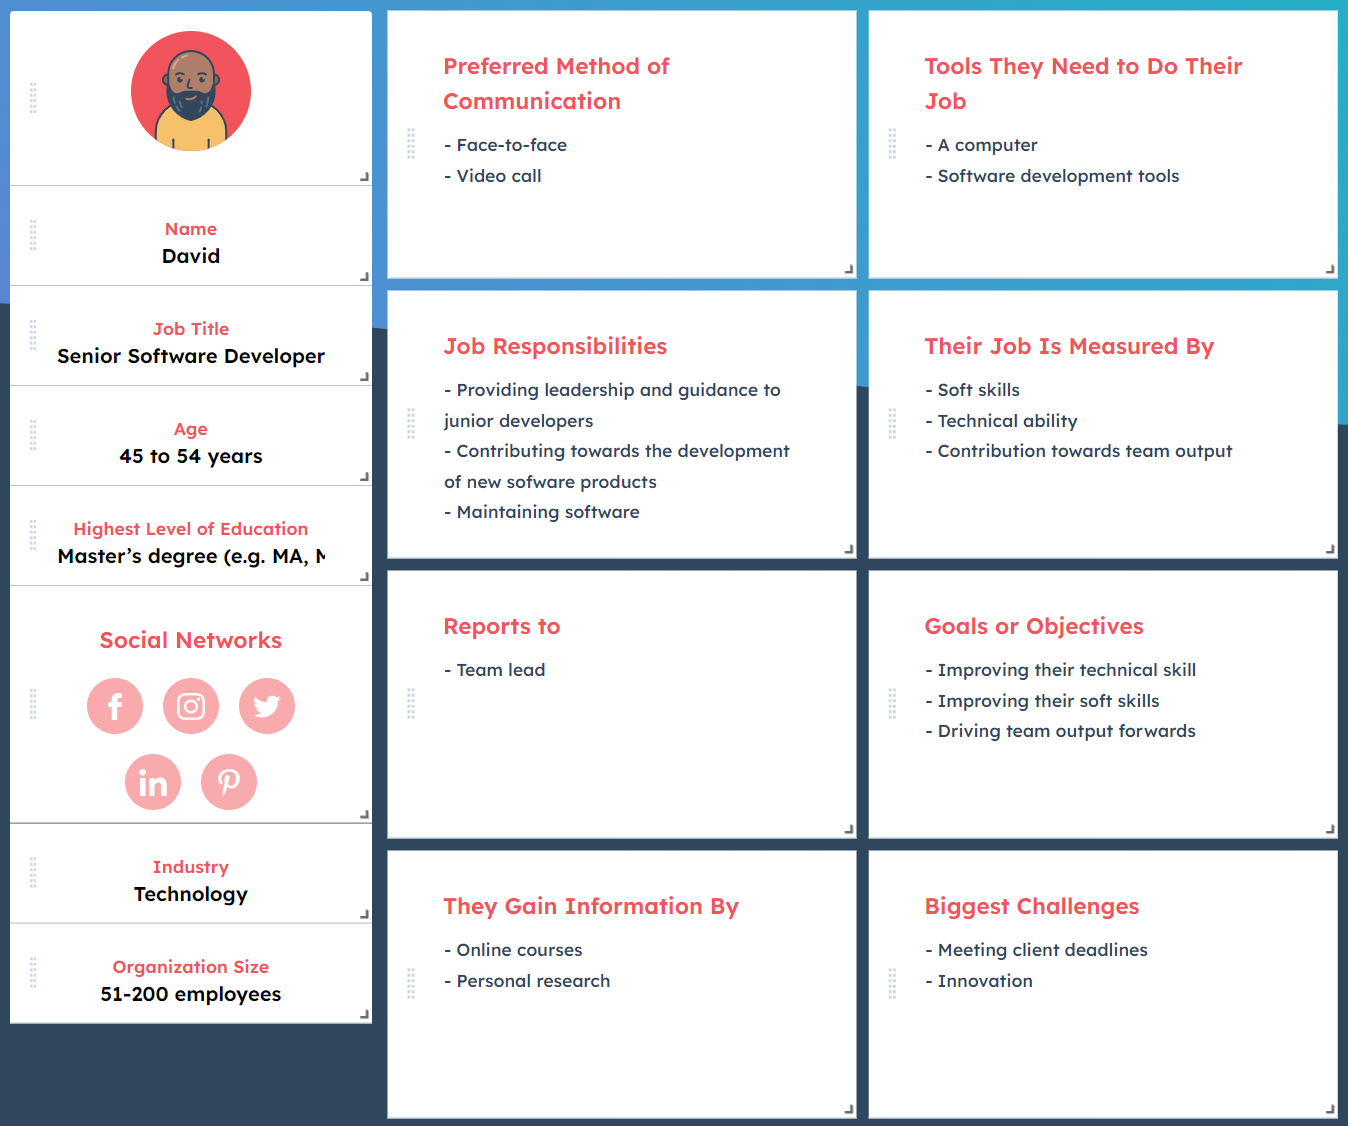 Name
David
Job Title
Senior Software Developer
Age
45 to 54 years
Highest Level of Education
Master's degree (e.g. MA,
Social Networks
Industry
Technology
Organization Size
51-200 employees
Preferred Method of
Communication
- Face-to-face
- Video call
Tools They Need to Do Their
Job
- A computer
- Software development tools
Job Responsibilities
- Providing leadership and guidance to
junior developers
- Contributing towards the development
of new sofware products
- Maintaining software
Their Job Is Measured By
- Soft skills
- Technical ability
- Contribution towards team output
Reports to
- Team lead
Goals or Objectives
- Improving their technical skill
- Improving their soft skills
- Driving team output forwards
They Gain Information By
- Online courses
- Personal research
Biggest Challenges
- Meeting client deadlines
- Innovation